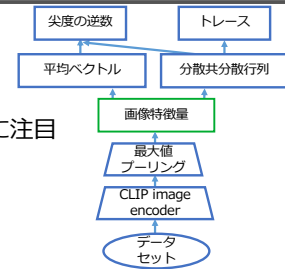 尖度の逆数
トレース
平均ベクトル
分散共分散行列
画像特徴量
に注目
最大値
プーリング
CLIP image
encoder
データ
セット